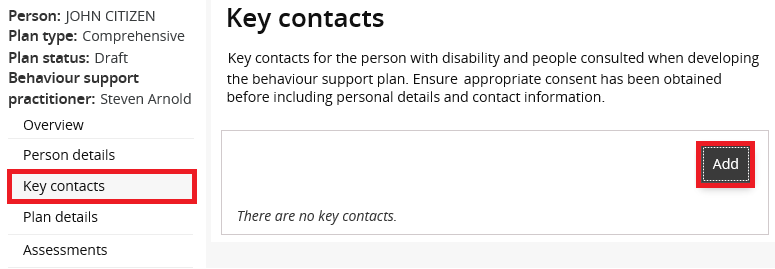 Person: JOHN CITIZEN
Plan type: Comprehensive
Plan status: Draft
Behaviour support
practitioner: Steven Arnold
Overview
Person details
Key contacts
Plan details
Assessments
Key contacts
Key contacts for the person with disability and people consulted when developing
the behaviour support plan. Ensure appropriate consent has been obtained
before including personal details and contact information.
Add
There are no key contacts.